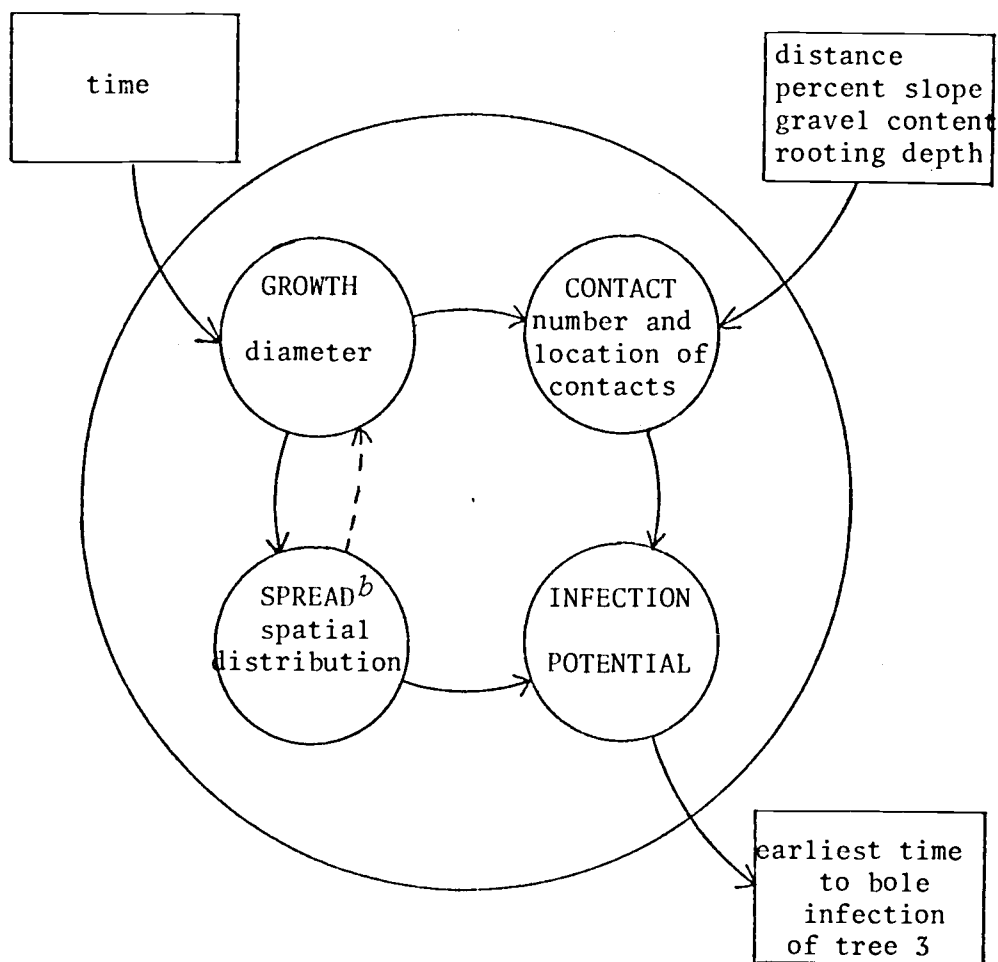 time
distance
percent slope
gravel content
rooting depth
GROWTH
diameter
CONTACT
number and
location of
contacts
SPREADb
spatial
distribution
INFECTION
POTENTIAL
earliest time
to bole
infection
of tree 3